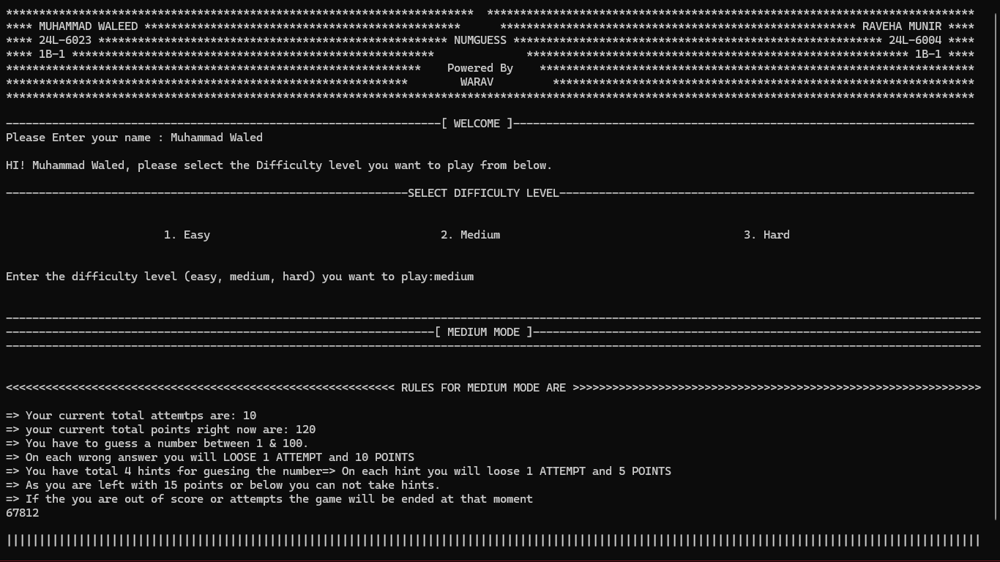 *********************************************************************** **************************************************************************
**** MUHAMMAD WALEED ************************************************ ****************************************************** RAVEHA MUNIR ****
**** 24L-6023 ***************************************************** NUMGUESS ******************************************************** 24L-6004 ****
**** 1B-1 ******************************************************* ********************************************************** 1B-1 ****
*************************************************************** Powered By ******************************************************************
************************************************************* WARAV ****************************************************************
***************************************************************************************************************************************************
------------------------------------------------------------------[ WELCOME ]----------------------------------------------------------------------
Please Enter your name : Muhammad Waled
HI! Muhammad Waled, please select the Difficulty level you want to play from below.
-------------------------------------------------------------SELECT DIFFICULTY LEVEL---------------------------------------------------------------
1. Easy 2. Medium 3. Hard
Enter the difficulty level (easy, medium, hard) you want to play:medium
----------------------------------------------------------------------------------------------------------------------------------------------------
-----------------------------------------------------------------[ MEDIUM MODE ]--------------------------------------------------------------------
----------------------------------------------------------------------------------------------------------------------------------------------------
<<<<<<<<<<<<<<<<<<<<<<<<<<<<<<<<<<<<<<<<<<<<<<<<<<<<<<<<<<< RULES FOR MEDIUM MODE ARE >>>>>>>>>>>>>>>>>>>>>>>>>>>>>>>>>>>>>>>>>>>>>>>>>>>>>>>>>>>>>>
=> Your current total attemtps are: 10
=> your current total points right now are: 120
=> You have to guess a number between 1 & 100.
=> On each wrong answer you will LOOSE 1 ATTEMPT and 10 POINTS
=> You have total 4 hints for guesing the number=> On each hint you will loose 1 ATTEMPT and 5 POINTS
=> As you are left with 15 points or below you can not take hints.
=> If the you are out of score or attempts the game will be ended at that moment
67812
||||||||||||||||||||||||||||||||||||||||||||||||||||||||||||||||||||||||||||||||||||||||||||||||||||||||||||||||||||||||||||||||||||||||||||||||||||